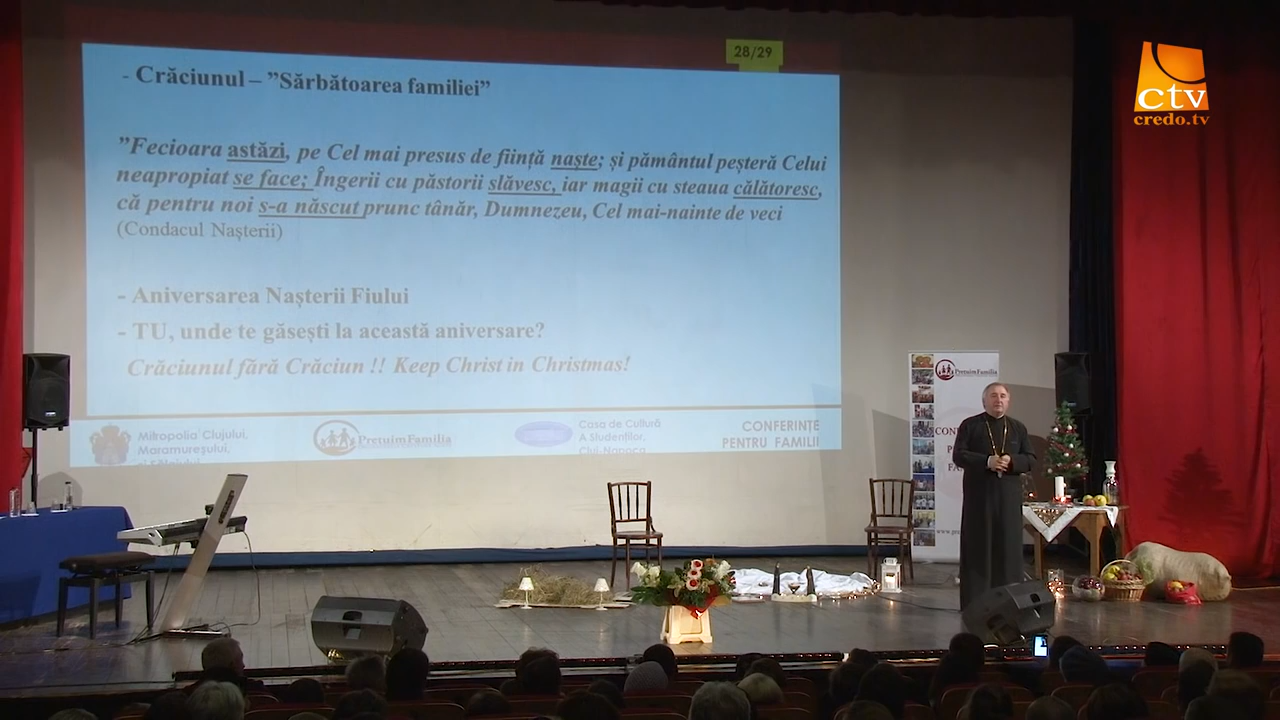 28/29
- Crăciunul – ”Sărbătoarea familiei”
”Fecioara astăzi, pe Cel mai presus de ființă naște; și pământul peșteră Celui
neapropiat se face; Îngerii cu păstorii slăvesc, iar magii cu steaua călătoresc,
că pentru noi s-a născut prunc tânăr, Dumnezeu, Cel mai-nainte de veci
(Condacul Nașterii)
- Aniversarea Nașterii Fiului
- TU, unde te găsești la această aniversare?
Crăciunul fără Crăciun !! Keep Christ in Christmas!
Mitropolia Clujului,
Maramureșului,
și Sălajului
PretuimFamilia
Casa de Cultură
A Studenților,
Cluj-Napoca
CONFERINȚE
PENTRU FAMILII
ctv
credo.tv
PretuimFamilia